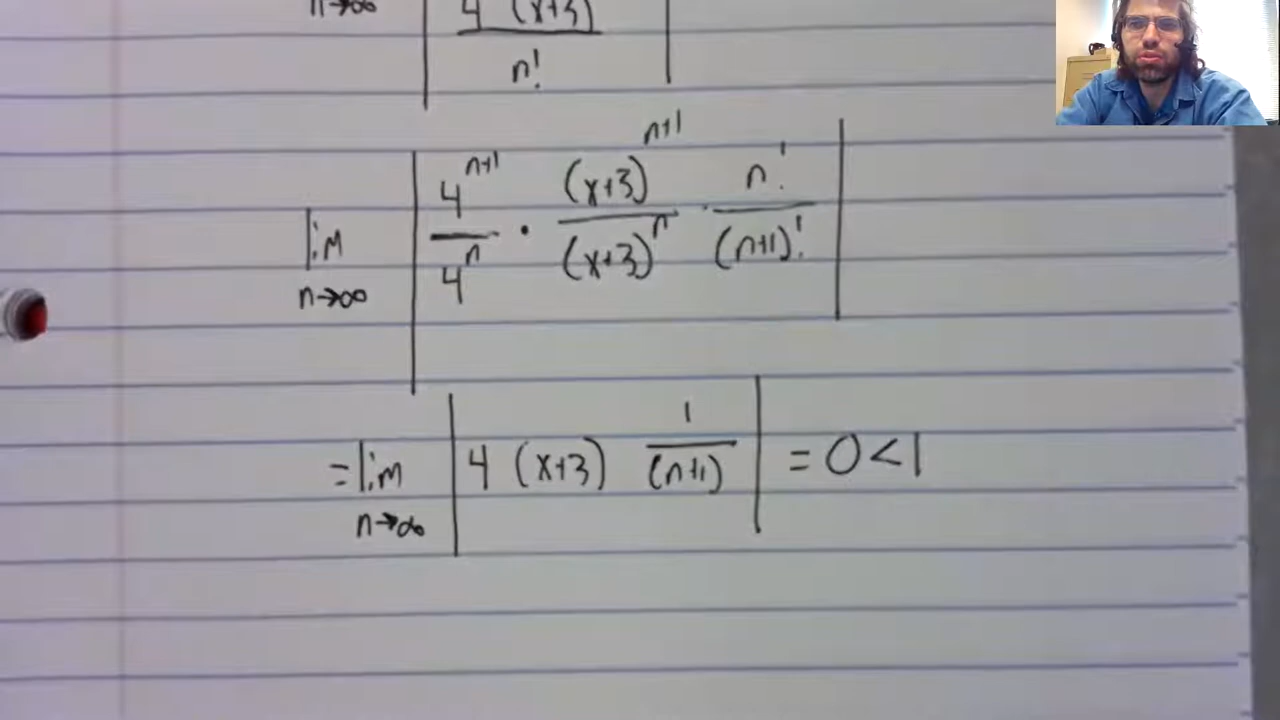 n→∞ | 4 (x+3) / n! |
lim n→∞ | 4^{n+1} / 4^n · (x+3)^{n+1} / (x+3)^n · n! / (n+1)! |
= lim n→∞ | 4 (x+3) 1 / (n+1) | = 0 < 1